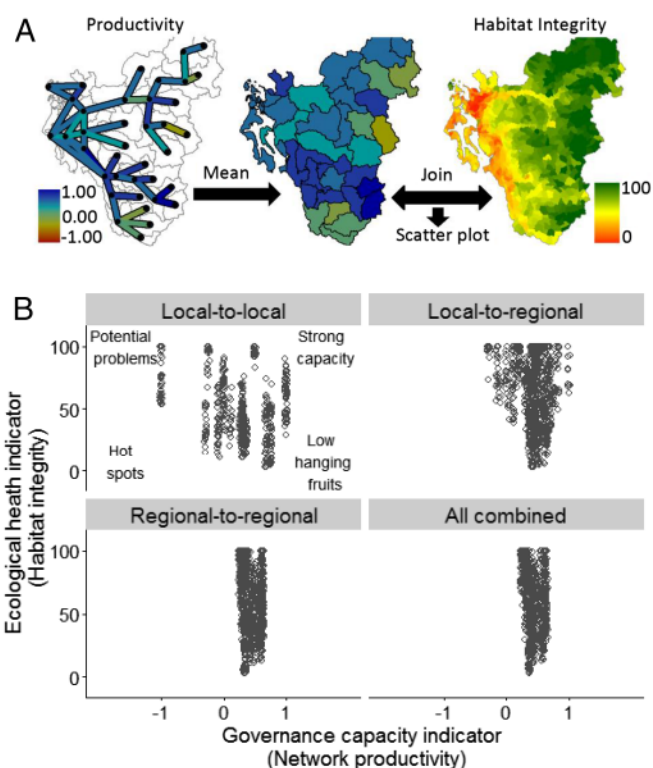 A
Productivity
Habitat Integrity
Mean
Join
Scatter plot
1.00
0.00
-1.00
100
0
B
Local-to-local
Local-to-regional
Potential
problems
Strong
capacity
Hot
spots
Low
hanging
fruits
100
50
0
Regional-to-regional
All combined
100
50
0
-1 0 1
-1 0 1
Ecological heath indicator
(Habitat integrity)
Governance capacity indicator
(Network productivity)